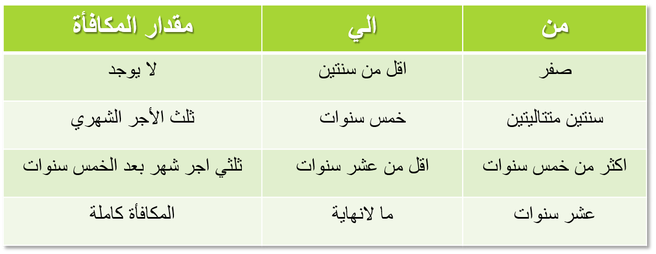 من الي مقدار المكافأة
صفر اقل من سنتين لا يوجد
سنتين متتاليتين خمس سنوات ثلث الأجر الشهري
اكثر من خمس سنوات اقل من عشر سنوات ثلثي اجر شهر بعد الخمس سنوات
عشر سنوات ما لانهاية المكافأة كاملة